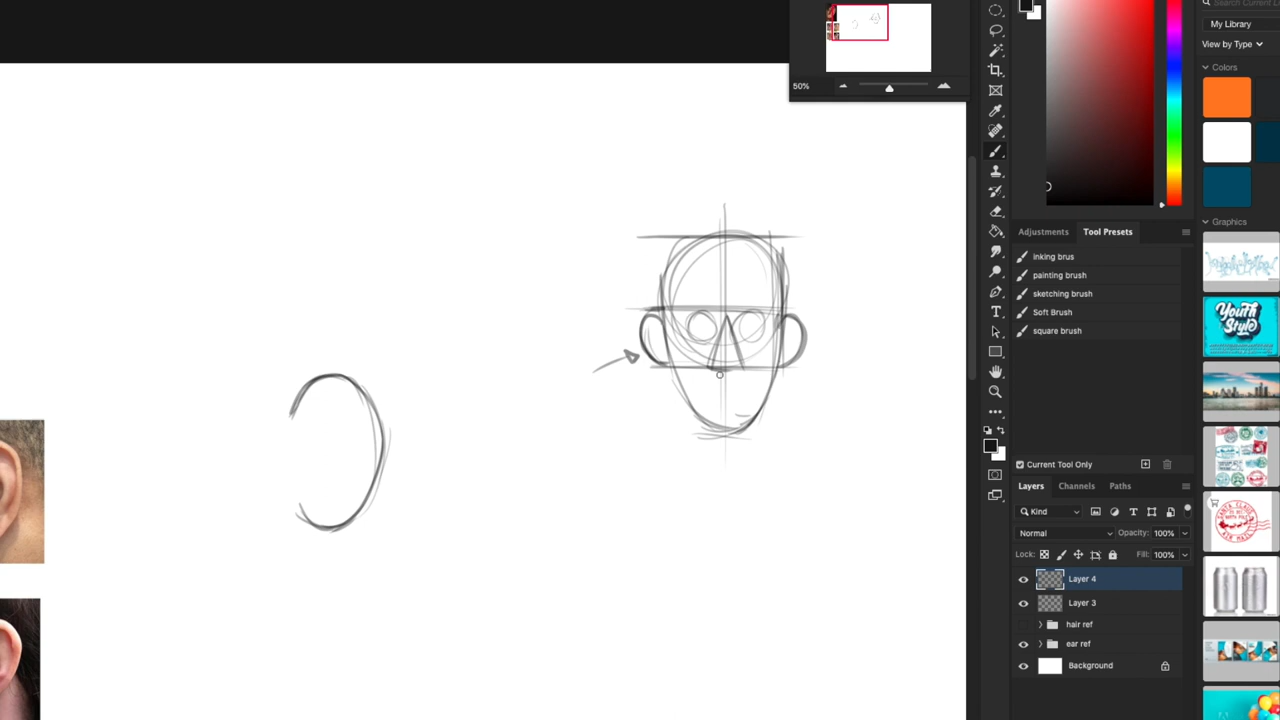 Search Current L
My Library
View by Type
50%
Colors
Graphics
Adjustments
Tool Presets
inking brus
painting brush
sketching brush
Soft Brush
square brush
YOUTH
STYLE
Current Tool Only
Layers
Channels
Paths
Kind
Normal
Opacity: 100%
Lock:
Fill: 100%
Layer 4
Layer 3
hair ref
ear ref
Background